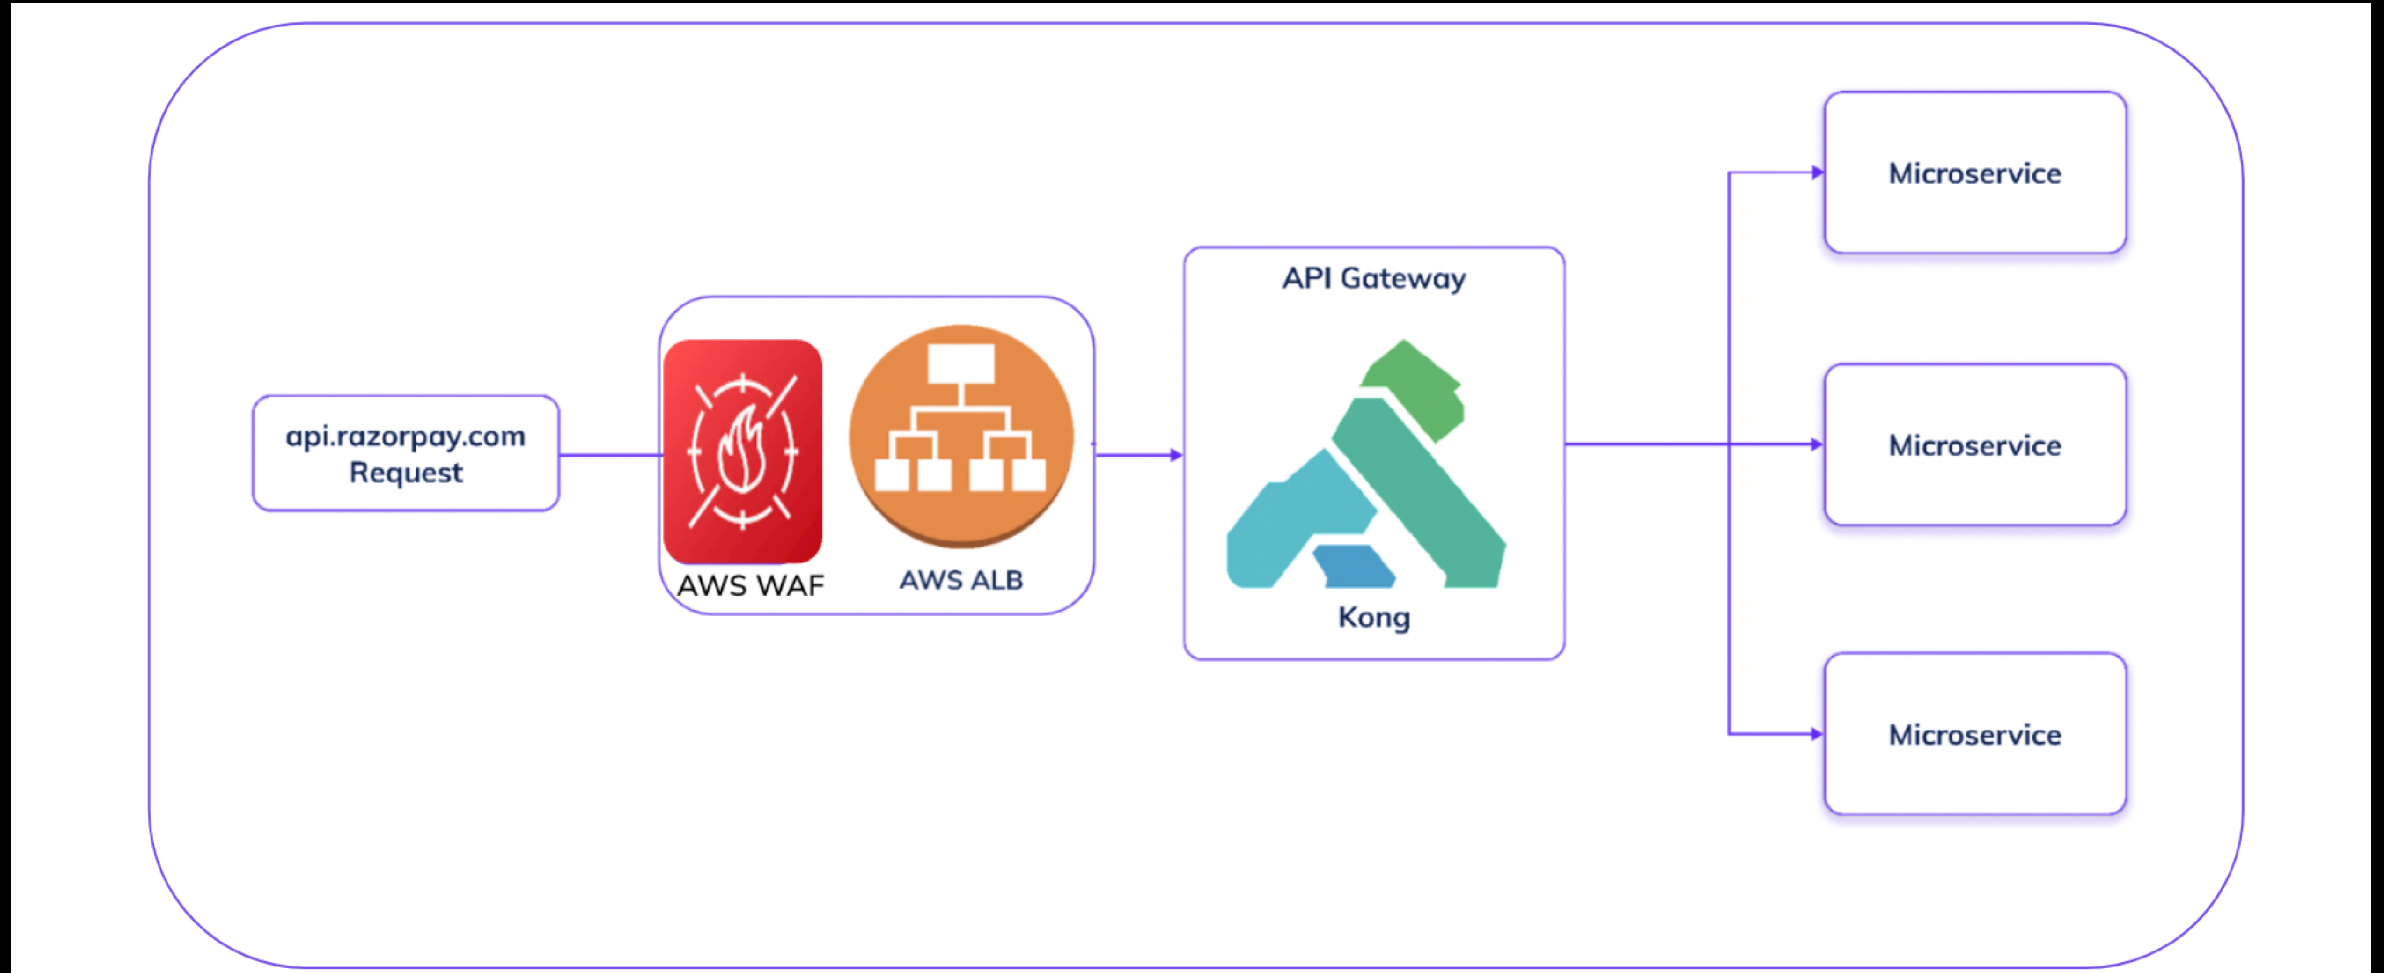 api.razorpay.com
Request
AWS WAF
AWS ALB
API Gateway
Kong
Microservice
Microservice
Microservice